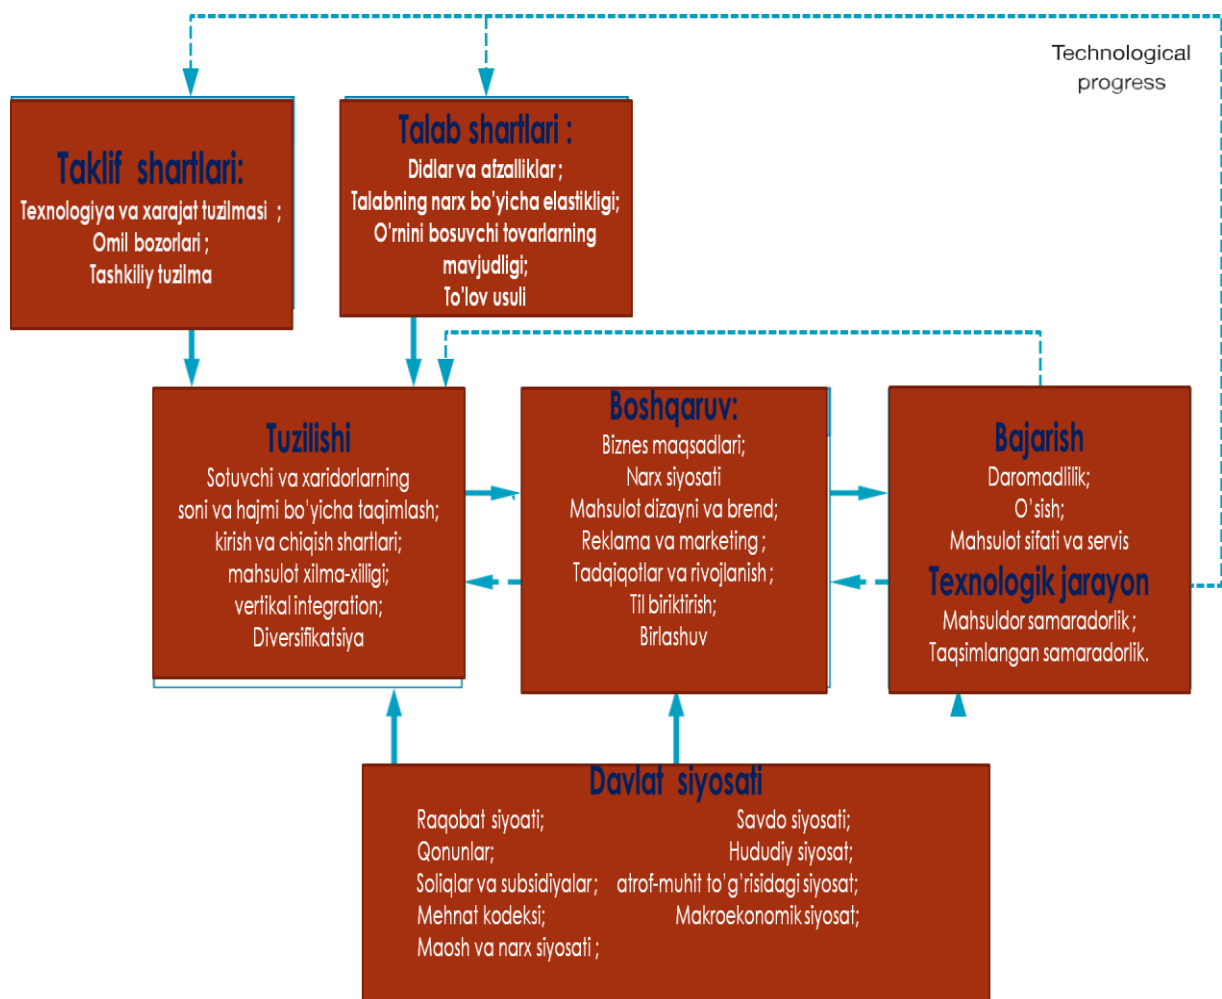 Technological
progress
Taklif shartlari:
Texnologiya va xarajat tuzilmasi ;
Omil bozorlari ;
Tashkiliy tuzilma
Talab shartlari :
Didlar va afzalliklar ;
Talabning narx bo'yicha elastikligi;
O'rnini bosuvchi tovarlarning
mavjudligi;
To'lov usuli
Tuzilishi
Sotuvchi va xaridorlarning
soni va hajmi bo'yicha taqimlash;
kirish va chiqish shartlari;
mahsulot xilma-xilligi;
vertikal integration;
Diversifikatsiya
Boshqaruv:
Biznes maqsadlari;
Narx siyosati
Mahsulot dizayni va brend;
Reklama va marketing ;
Tadqiqotlar va rivojlanish ;
Til biriktirish;
Birlashuv
Bajarish
Daromadlilik;
O'sish;
Mahsulot sifati va servis
Texnologik jarayon
Mahsuldor samaradorlik ;
Taqsimlangan samaradorlik.
Davlat siyosati
Raqobat siyoati;
Qonunlar;
Soliqlar va subsidiyalar;
Mehnat kodeksi;
Maosh va narx siyosati ;
Savdo siyosati;
Hududiy siyosat;
atrof-muhit to'g'risidagi siyosat;
Makroekonomik siyosat;